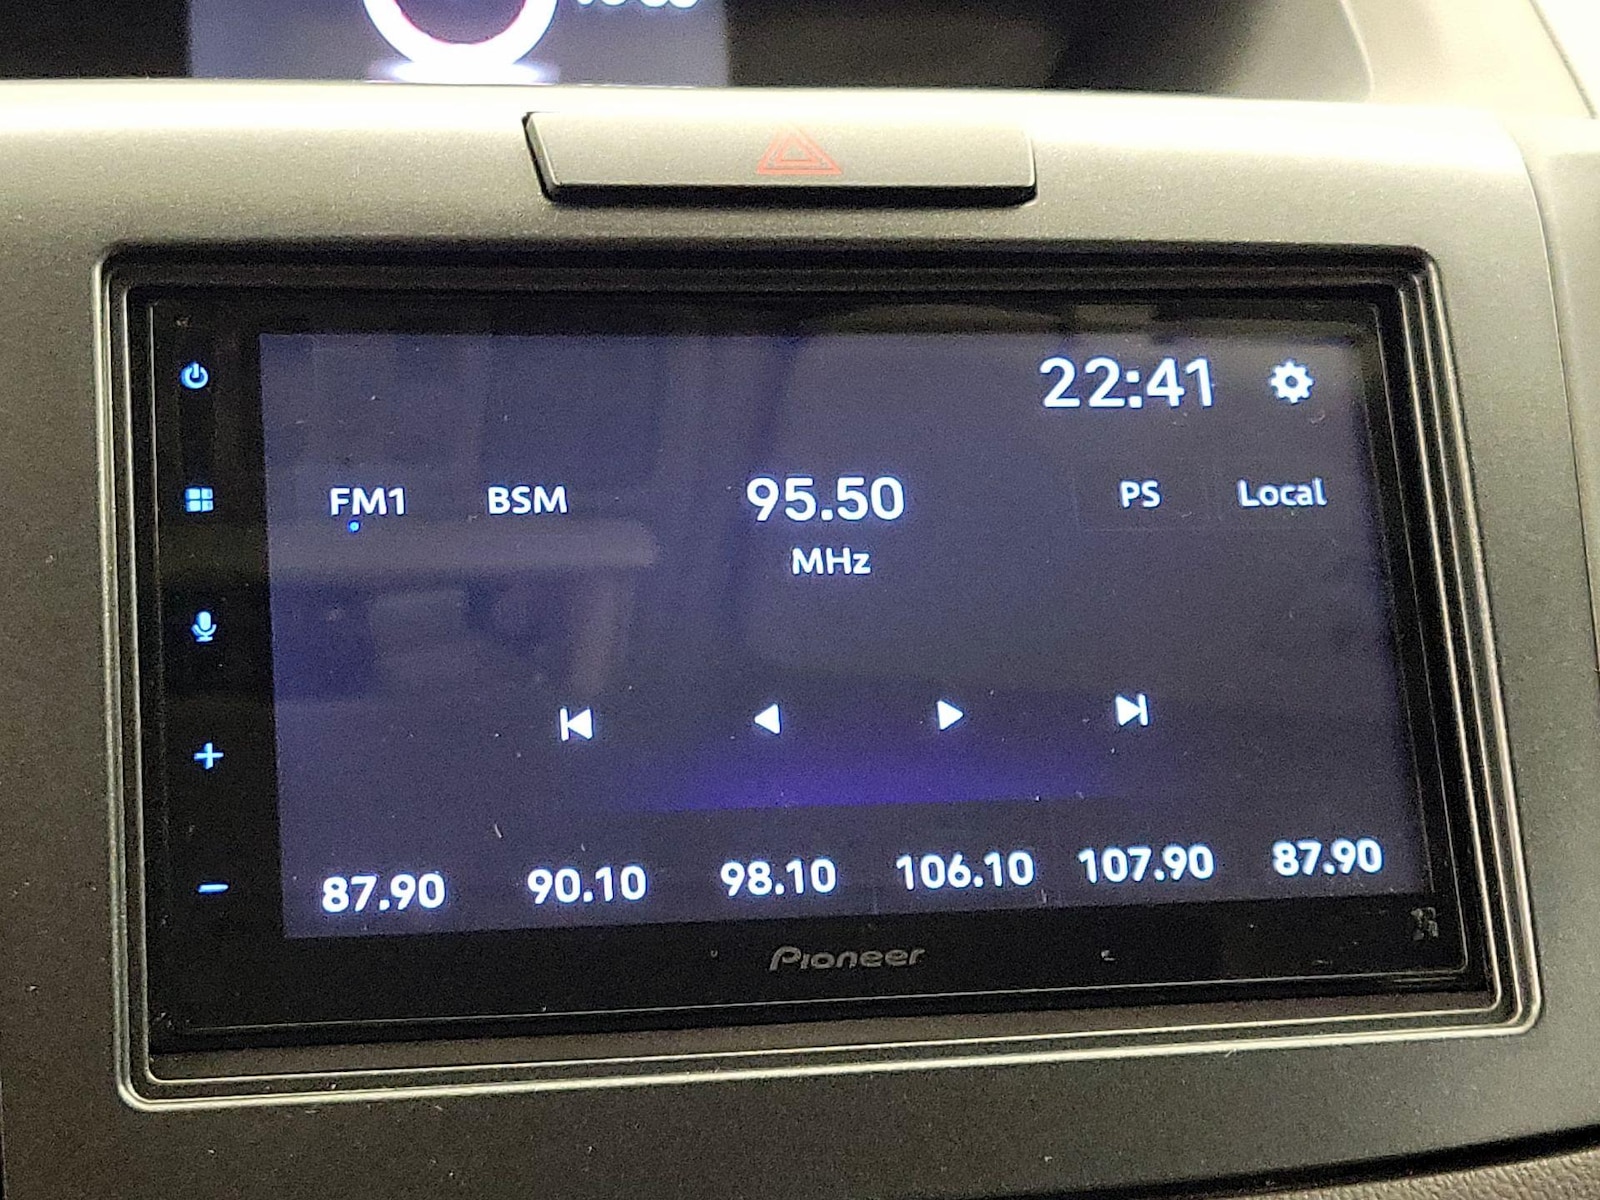 22:41
FM1 BSM 95.50 PS Local
MHz
87.90 90.10 98.10 106.10 107.90 87.90
Pioneer